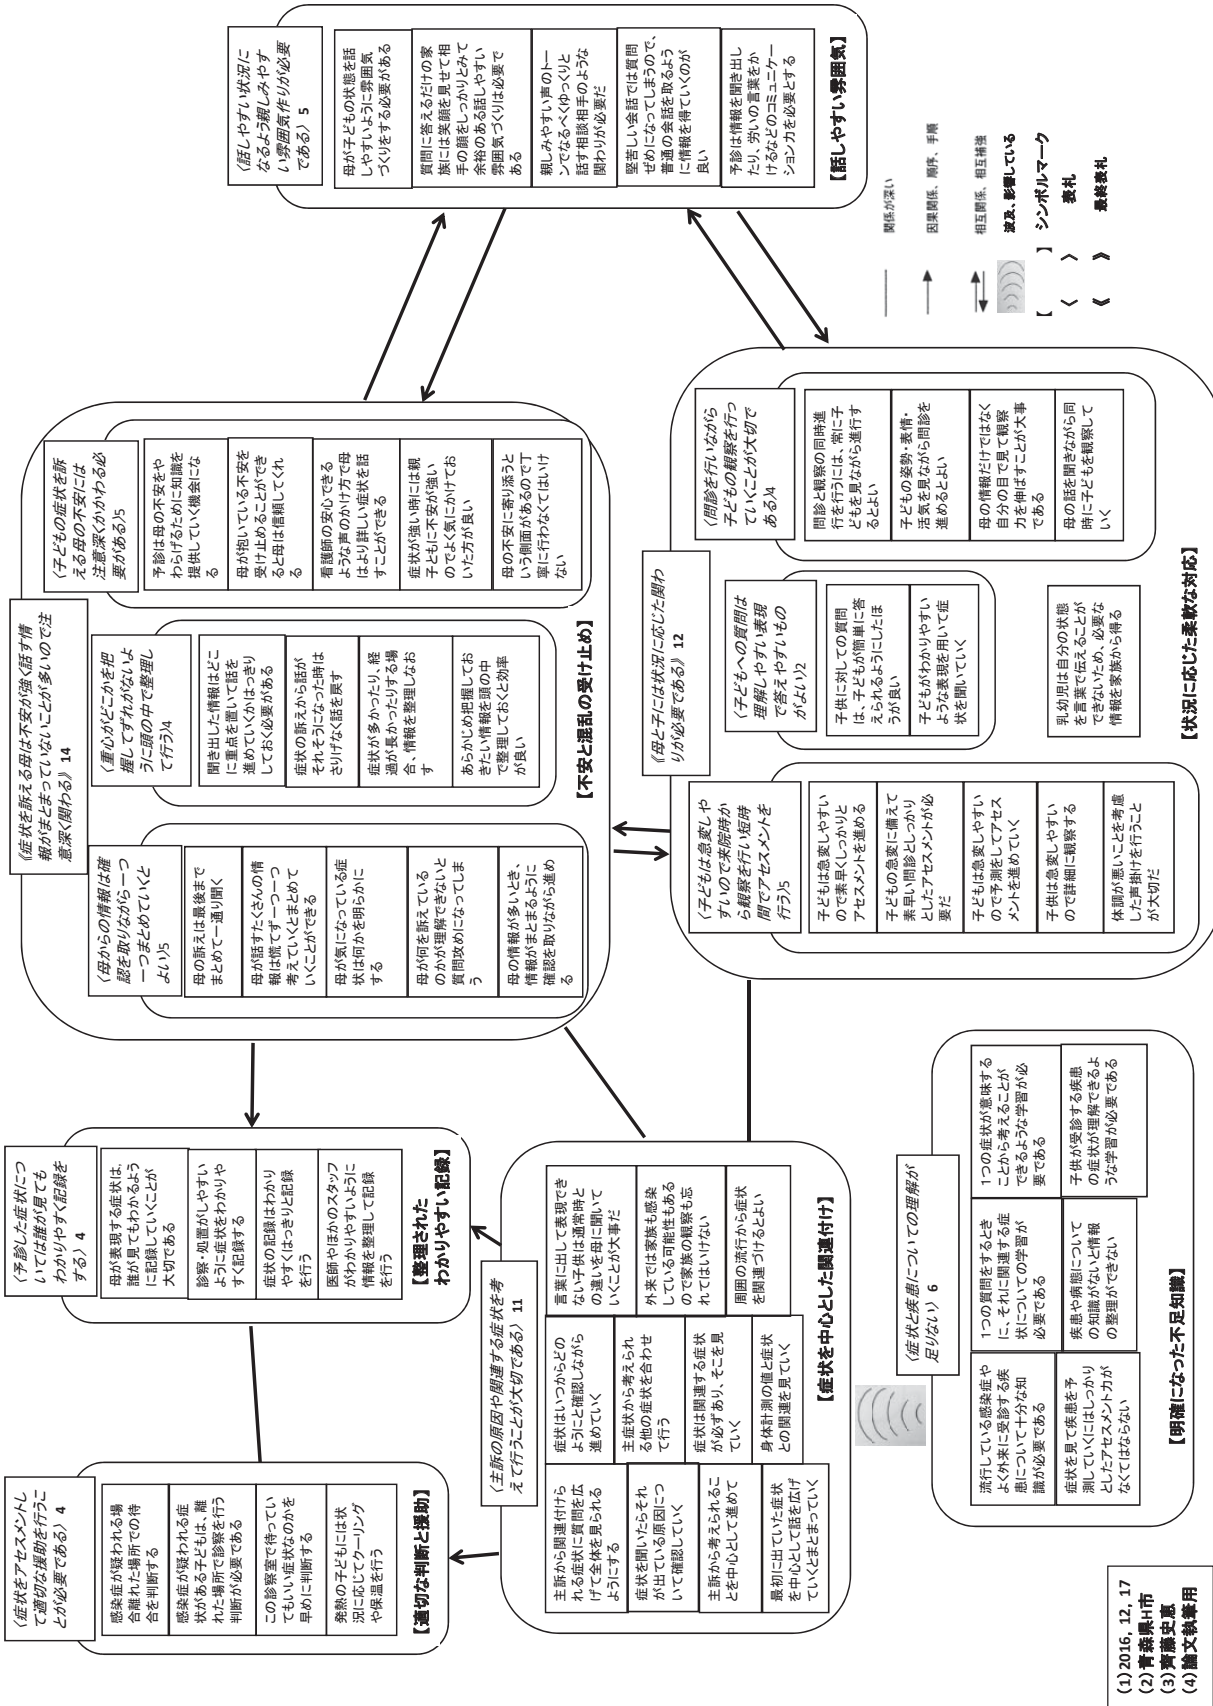 〈症状をアセスメントし
て適切な援助を行うこ
とが必要である〉 4
感染症が疑われる場
合離れた場所での待
合を判断する
感染症が疑われる症
状がある子どもは、離
れた場所で診察を行う
判断が必要である
この診察室で待ってい
てもいい症状なのかを
早めに判断する
発熱の子どもには状
況に応じてクーリング
や保温を行う
【適切な判断と援助】
〈予診した症状につ
いては誰が見ても
わかりやすく記録を
する〉 4
母が表現する症状は、
誰が見てもわかるよう
に記録していくことが
大切である
診察・処置がしやすい
ように症状をわかりや
すく記録する
症状の記録はわかり
やすくはっきりと記録
を行う
医師やほかのスタッフ
がわかりやすいように
情報を整理して記録
を行う
【整理された
わかりやすい記録】
《症状を訴える母は不安が強く話す情
報がまとまっていないことが多いので注
意深く関わる》 14
〈母からの情報は確
認を取りながら一つ
一つまとめていくと
よい〉5
母の訴えは最後まで
まとめて一通り聞く
母が話すたくさんの情
報は慌てず一つ一つ
考えていくとまとめて
いくことができる
母が気になっている症
状は何かを明らかに
する
母が何を訴えている
のかが理解できないと
質問攻めになってしま
う
母の情報が多いとき、
情報がまとまるように
確認を取りながら進め
る
〈重心がどこかを把
握してずれがないよ
うに頭の中で整理し
て行う〉4
聞き出した情報はどこ
に重点を置いて話を
進めていくかはっきり
しておく必要がある
症状の訴えから話が
それそうになった時は
さりげなく話を戻す
症状が多かったり、経
過が長かったりする場
合、情報を整理しなお
す
あらかじめ把握してお
きたい情報を頭の中
で整理しておくと効率
が良い
〈子どもの症状を訴
える母の不安には
注意深くかかわる必
要がある〉5
予診は母の不安をや
わらげるために知識を
提供していく機会にな
る
母が抱いている不安を
受け止めることができ
ると母は信頼してくれ
る
看護師の安心できる
ような声のかけ方で母
はより詳しい症状を話
すことができる
症状が強い時には親
子ともに不安が強い
のでよく気にかけてお
いた方が良い
母の不安に寄り添うと
いう側面があるので丁
寧に行わなくてはいけ
ない
【不安と混乱の受け止め】
〈話しやすい状況に
なるよう親しみやす
い雰囲気作りが必要
である〉 5
母が子どもの状態を話
しやすいように雰囲気
づくりをする必要がある
質問に答えるだけの家
族には笑顔を見せて相
手の顔をしっかりとみて
余裕のある話しやすい
雰囲気づくりは必要で
ある
親しみやすい声のトー
ンでなるべくゆっくりと
話す相談相手のような
関わりが必要だ
堅苦しい会話では質問
ぜめになってしまうので、
普通の会話を取るよう
に情報を得ていくのが
良い
予診は情報を聞き出し
たり、労いの言葉をか
けるなどのコミュニケー
ション力を必要とする
【話しやすい雰囲気】
〈主訴の原因や関連する症状を考
えて行うことが大切である〉 11
主訴から関連付けら
れる症状に質問を広
げて全体を見られる
ようにする
症状を聞いたらそれ
が出ている原因につ
いて確認していく
主訴から考えられるこ
とを中心として進めて
最初に出ていた症状
を中心として話を広げ
ていくとまとまっていく
症状はいつからどの
ようにと確認しながら
進めていく
主症状から考えられ
る他の症状を合わせ
て行う
症状は関連する症状
が必ずあり、そこを見
ていく
身体計測の値と症状
との関連を見ていく
言葉に出して表現でき
ない子供は通常時と
の違いを母に聞いて
いくことが大事だ
外来では家族も感染
している可能性もある
ので家族の観察も忘
れてはいけない
周囲の流行から症状
を関連づけるとよい
【症状を中心とした関連付け】
《母と子には状況に応じた関わ
りが必要である》 12
〈子どもは急変しや
すいので来院時か
ら観察を行い短時
間でアセスメントを
行う〉5
子どもは急変しやすい
ので素早くしっかりと
アセスメントを進める
子どもの急変に備えて
素早い問診としっかり
としたアセスメントが必
要だ
子どもは急変しやすい
ので予測をしてアセス
メントを進めていく
子供は急変しやすい
ので詳細に観察する
体調が悪いことを考慮
した声掛けを行うこと
が大切だ
〈子どもへの質問は
理解しやすい表現
で答えやすいもの
がよい〉2
子供に対しての質問
は、子どもが簡単に答
えられるようにしたほ
うが良い
子どもがわかりやすい
ような表現を用いて症
状を聞いていく
乳幼児は自分の状態
を言葉で伝えることが
できないため、必要な
情報を家族から得る
〈問診を行いながら
子どもの観察を行っ
ていくことが大切で
ある〉4
問診と観察の同時進
行を行うには、常に子
どもを見ながら進行す
るとよい
子どもの姿勢・表情・
活気を見ながら問診を
進めるとよい
母の情報だけではなく
自分の目で見て観察
力を伸ばすことが大事
である
母の話を聞きながら同
時に子どもを観察して
いく
【状況に応じた柔軟な対応】
関係が深い
因果関係、順序、手順
相互関係、相互補強
波及、影響している
【 】 シンボルマーク
〈 〉 表札
《 》 最終表札
〈症状と疾患についての理解が
足りない〉 6
流行している感染症や
よく外来に受診する疾
患について十分な知
識が必要である
症状を見て疾患を予
測していくにはしっかり
としたアセスメント力が
なくてはならない
1つの質問をするとき
に、それに関連する症
状についての学習が
必要である
疾患や病態について
の知識がないと情報
の整理ができない
1つの症状が意味する
ことから考えることが
できるような学習が必
要である
子供が受診する疾患
の症状が理解できるよ
うな学習が必要である
【明確になった不足知識】
(1)2016, 12, 17
(2)青森県H市
(3)齊藤史恵
(4)論文執筆用